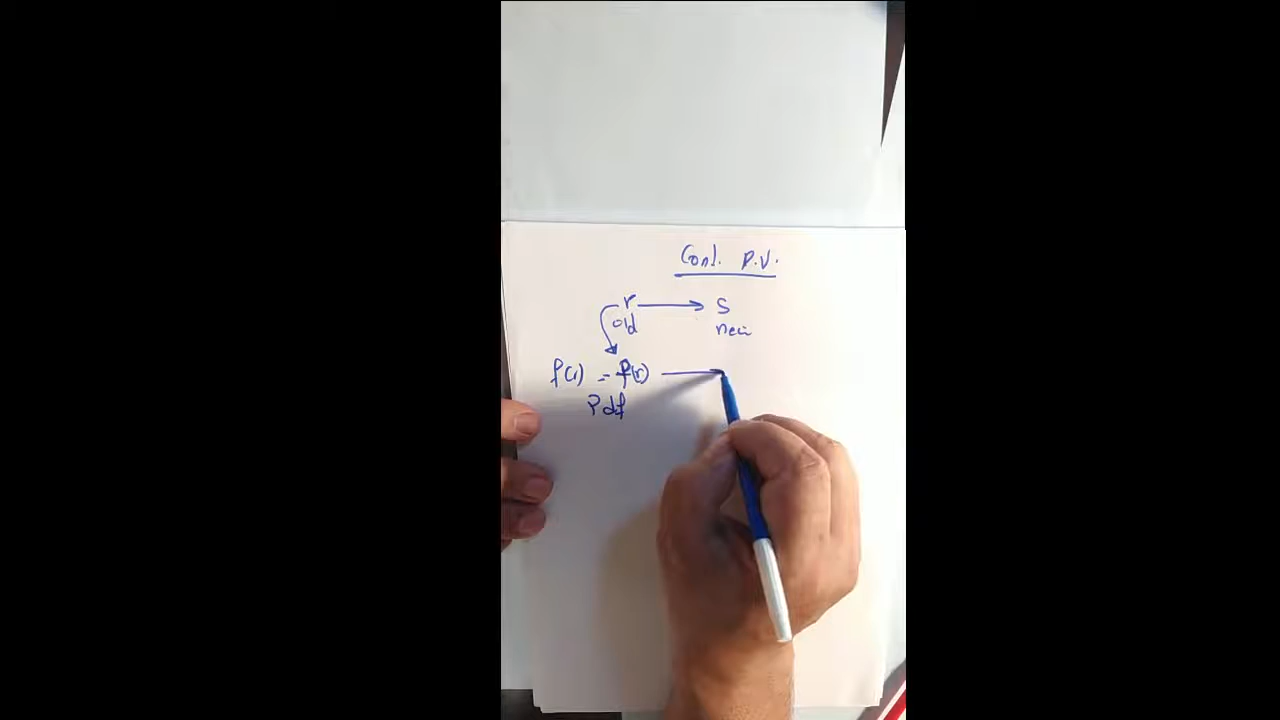 Cont. R.V.
r → S
old new
f(r) = f(r)
Pdf